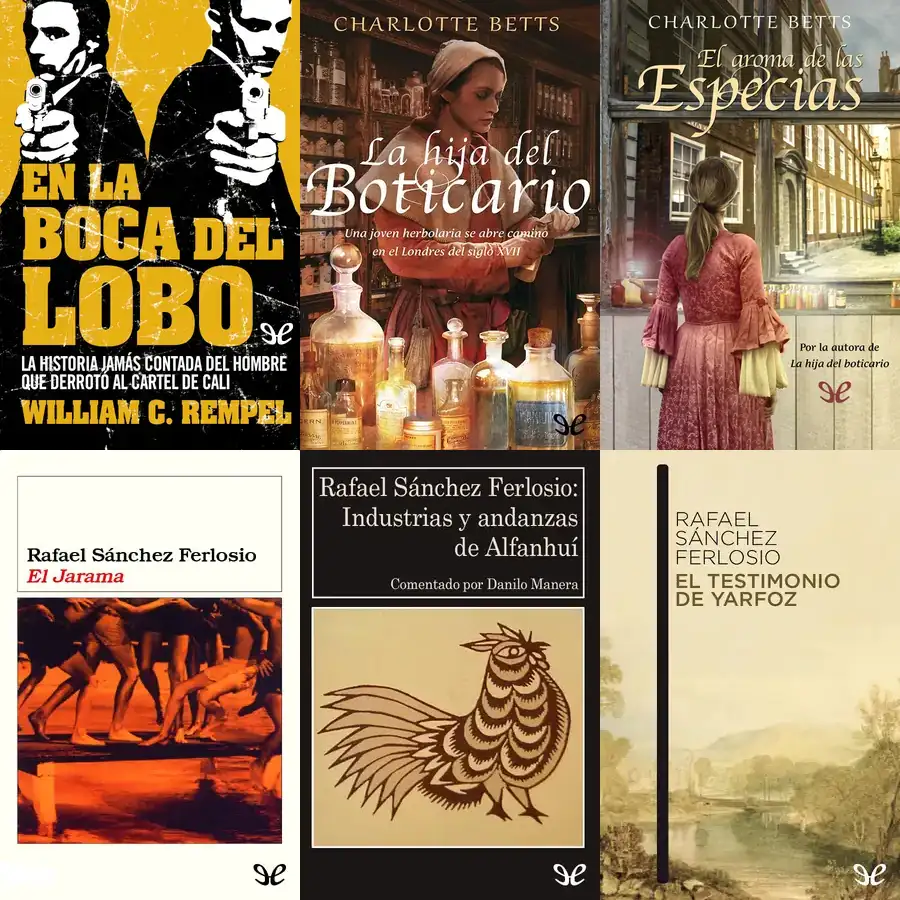 EN LA
BOCA DEL
LOBO
LA HISTORIA JAMÁS CONTADA DEL HOMBRE
QUE DERROTÓ AL CARTEL DE CALI
WILLIAM C. REMPEL
CHARLOTTE BETTS
La hija del
Boticario
Una joven herbolaria se abre camino
en el Londres del siglo XVII
CHARLOTTE BETTS
El aroma de las
Especias
Por la autora de
La hija del boticario
Rafael Sánchez Ferlosio
El Jarama
Rafael Sánchez Ferlosio:
Industrias y andanzas
de Alfanhuí
Comentado por Danilo Manera
RAFAEL
SÁNCHEZ
FERLOSIO
EL TESTIMONIO
DE YARFOZ